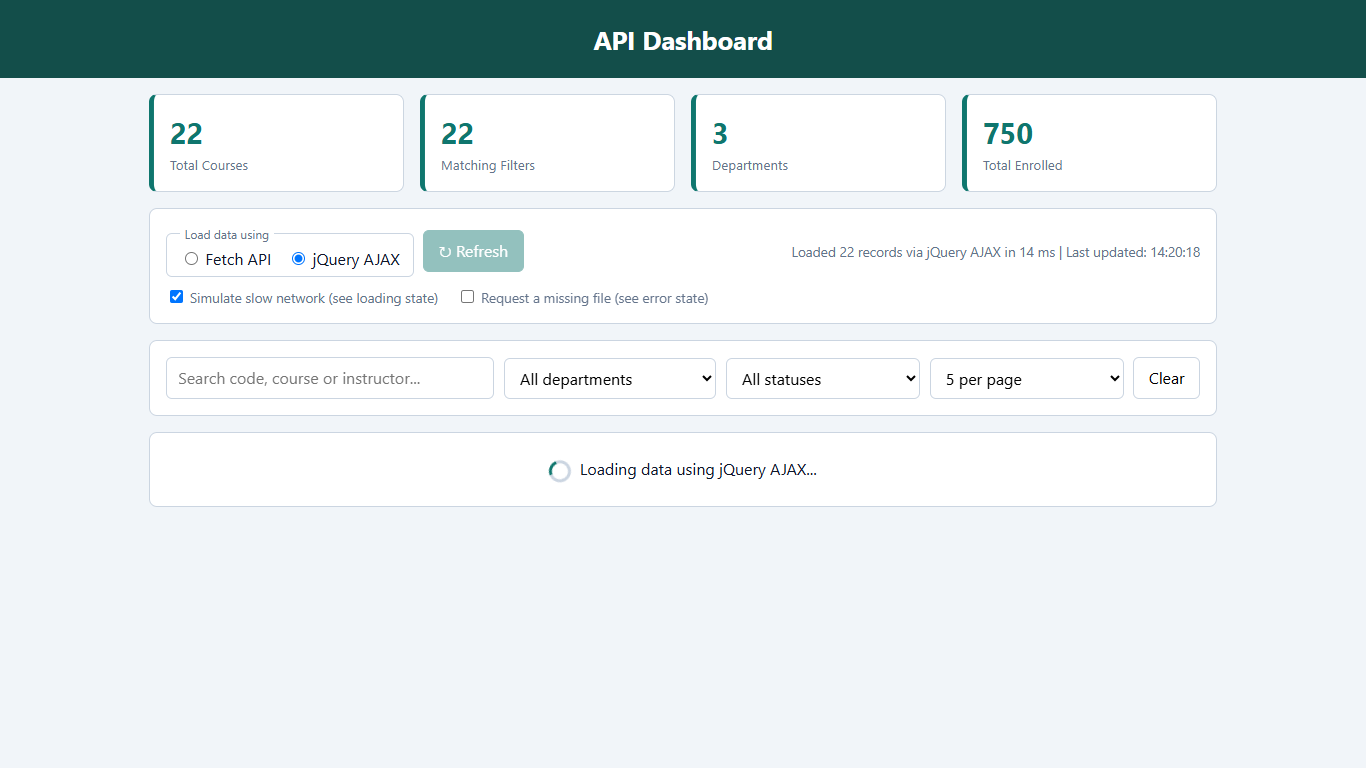 API Dashboard
22
Total Courses
22
Matching Filters
3
Departments
750
Total Enrolled
Load data using
Fetch API
jQuery AJAX
↻ Refresh
Loaded 22 records via jQuery AJAX in 14 ms | Last updated: 14:20:18
Simulate slow network (see loading state)
Request a missing file (see error state)
Search code, course or instructor...
All departments
All statuses
5 per page
Clear
Loading data using jQuery AJAX...